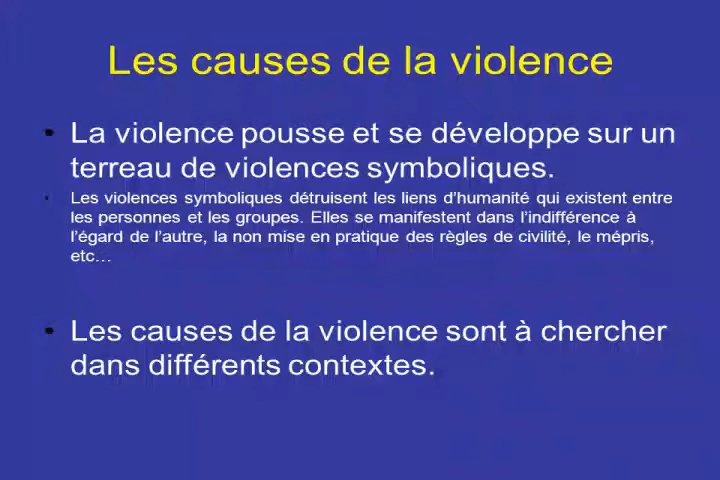 Les causes de la violence
• La violence pousse et se développe sur un
terreau de violences symboliques.
• Les violences symboliques détruisent les liens d'humanité qui existent entre
les personnes et les groupes. Elles se manifestent dans l'indifférence à
l'égard de l'autre, la non mise en pratique des règles de civilité, le mépris,
etc…
• Les causes de la violence sont à chercher
dans différents contextes.